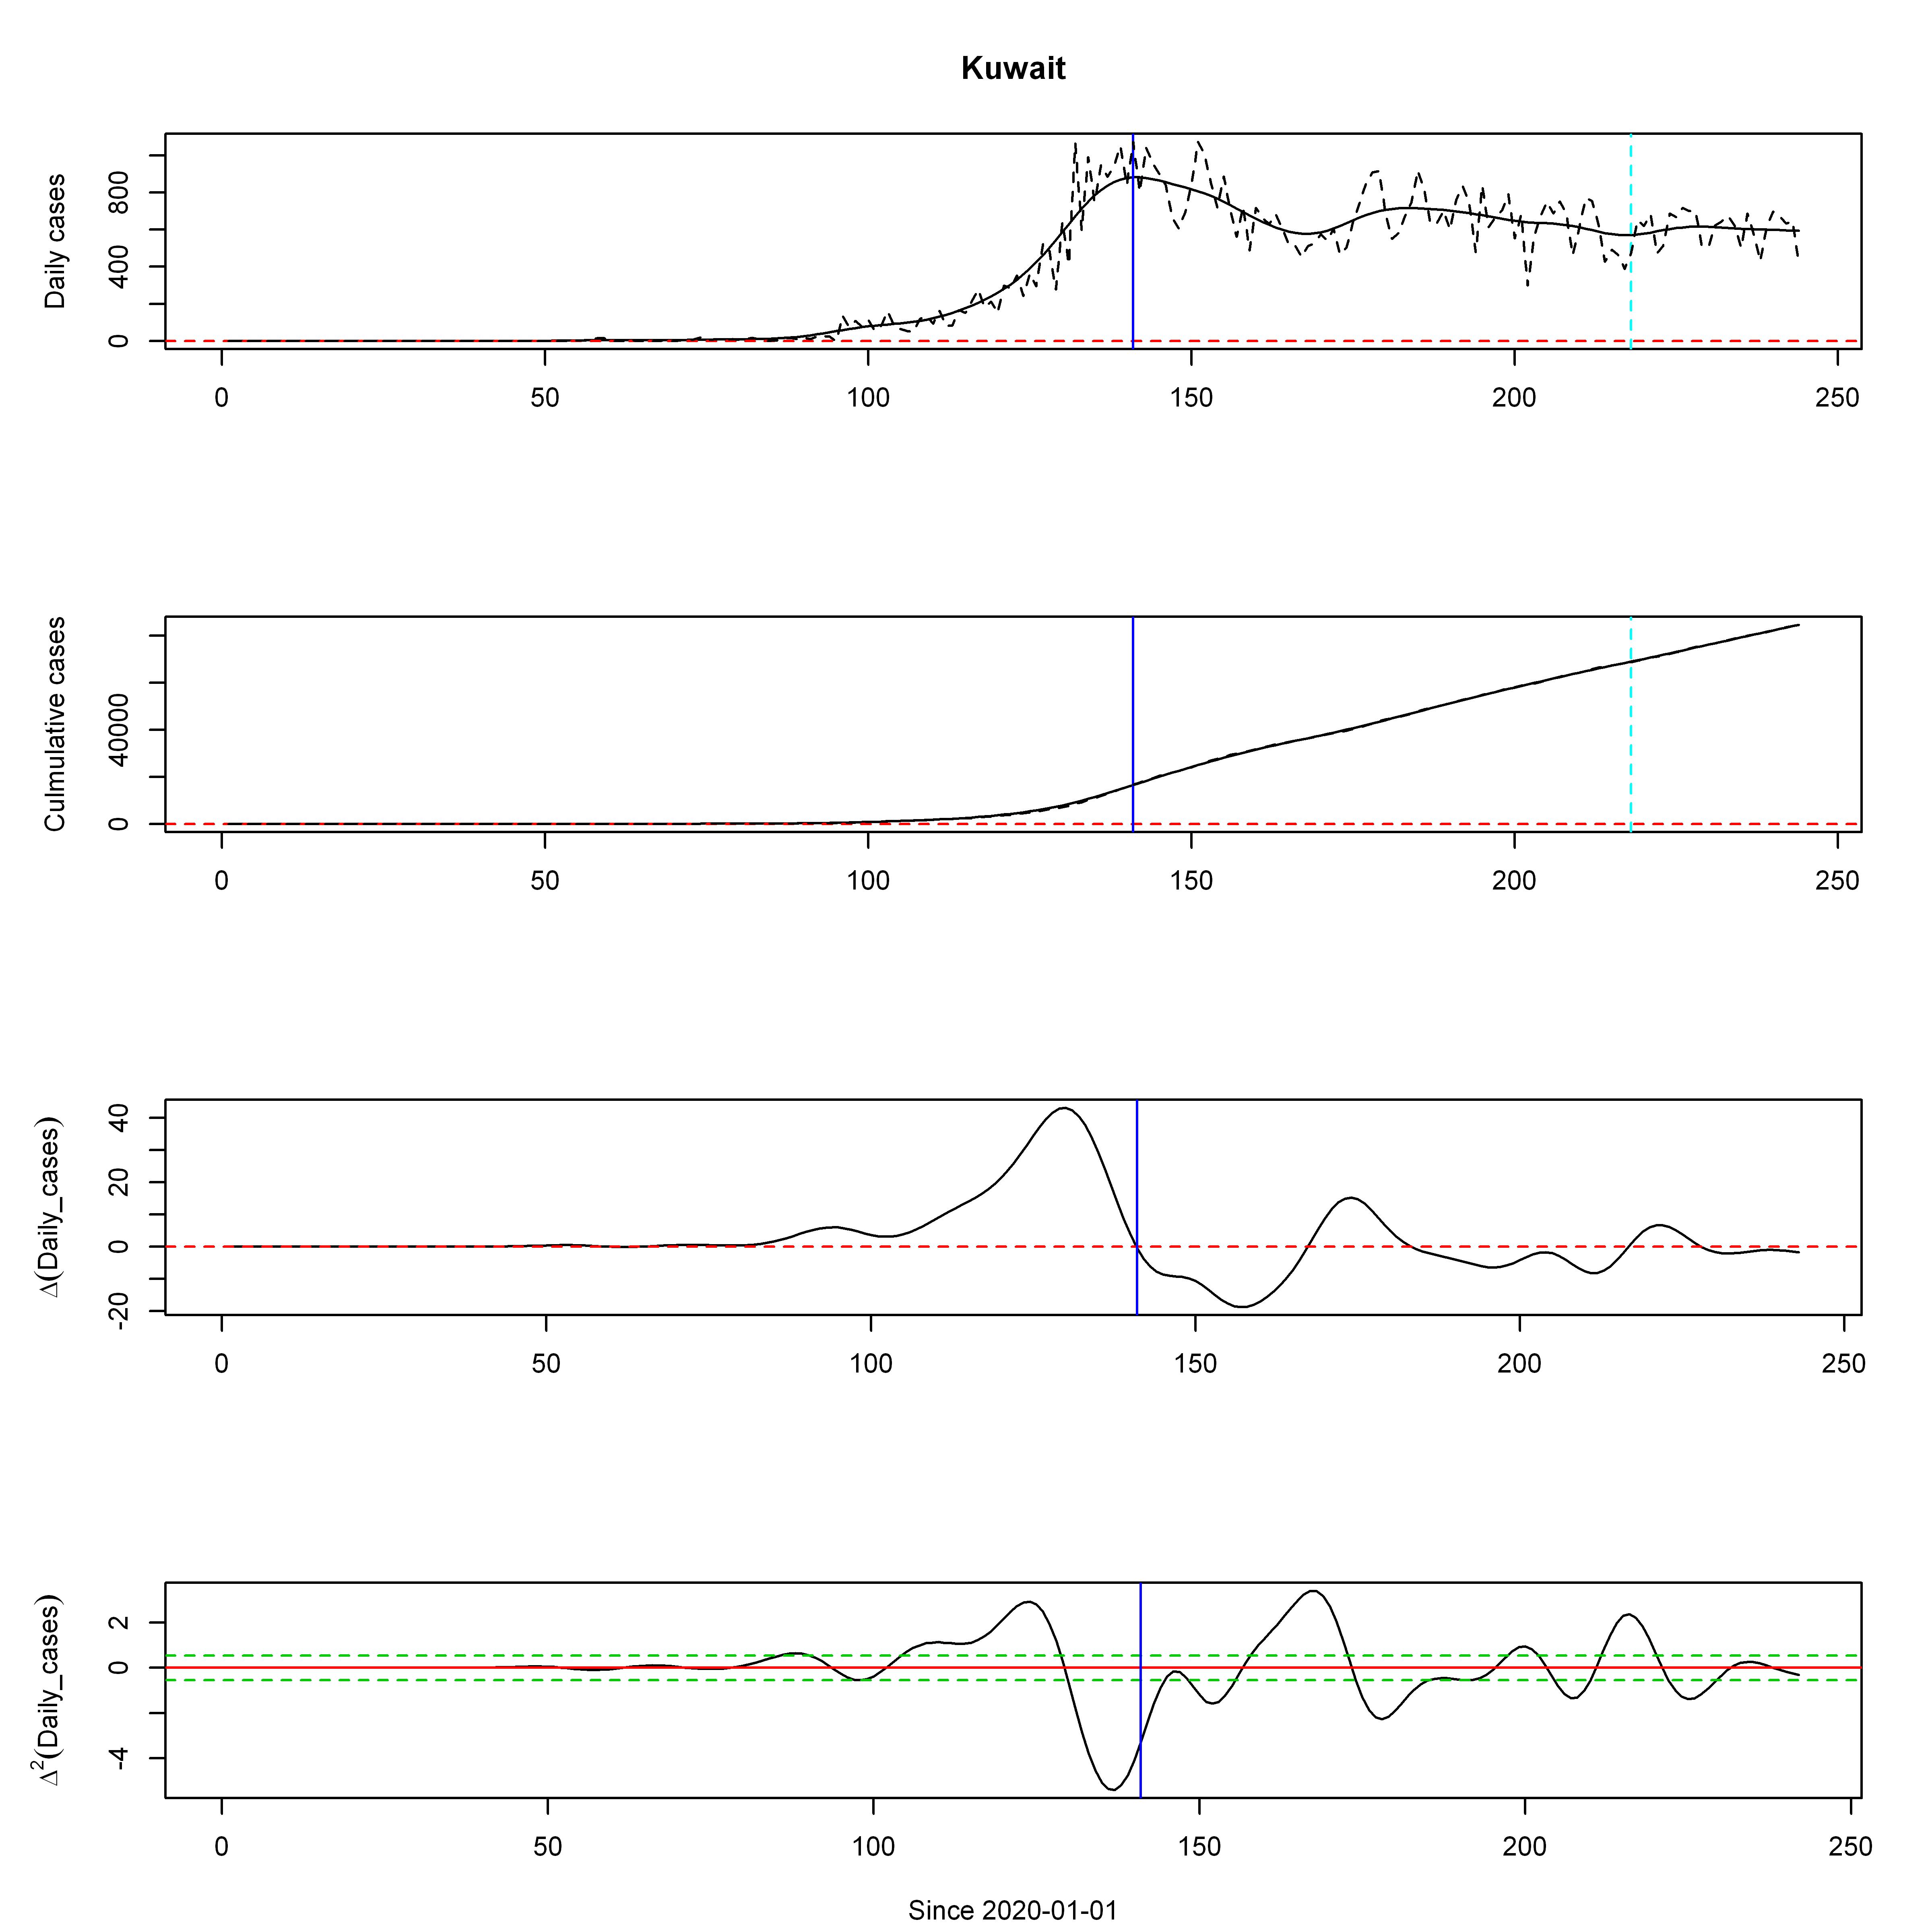 Kuwait
Daily cases
0 400 800
0 50 100 150 200 250
Culmulative cases
0 40000
0 50 100 150 200 250
Δ(Daily_cases)
-20 0 20 40
0 50 100 150 200 250
Δ²(Daily_cases)
-4 0 2
0 50 100 150 200 250
Since 2020-01-01